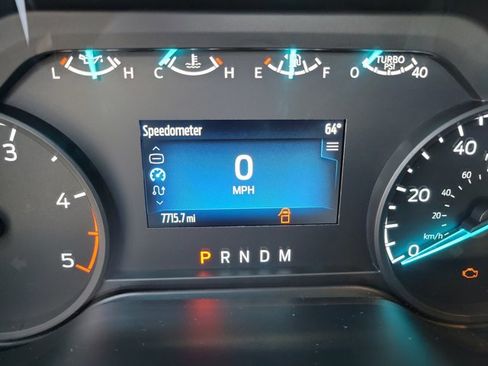 L H C H E F 0 TURBO PSI 40
Speedometer 64°
0
MPH
7715.7 mi
P R N D M
3
4
5
40
20
0
60
40
20
km/h